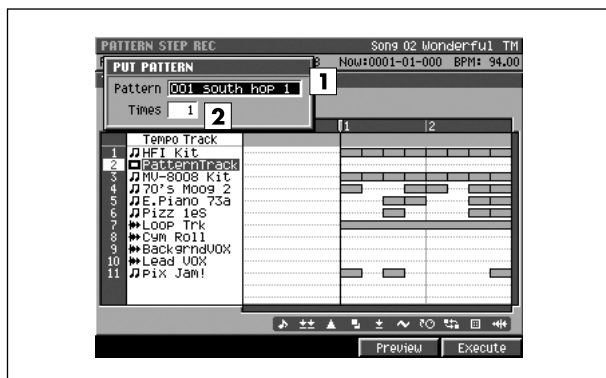 PATTERN STEP REC
Song 02 Wonderful TM
Now:0001-01-000 BPM: 94.00
PUT PATTERN
Pattern 001 south hop 1
1
Times 1
2
1 2
Tempo Track
1 HFI Kit
2 PatternTrack
3 MV-8008 Kit
4 70's Moog 2
5 E.Piano 73a
6 Pizz 1eS
7 Loop Trk
8 Cym Roll
9 BackgrndVOX
10 Lead VOX
11 Pix Jam!
Preview Execute